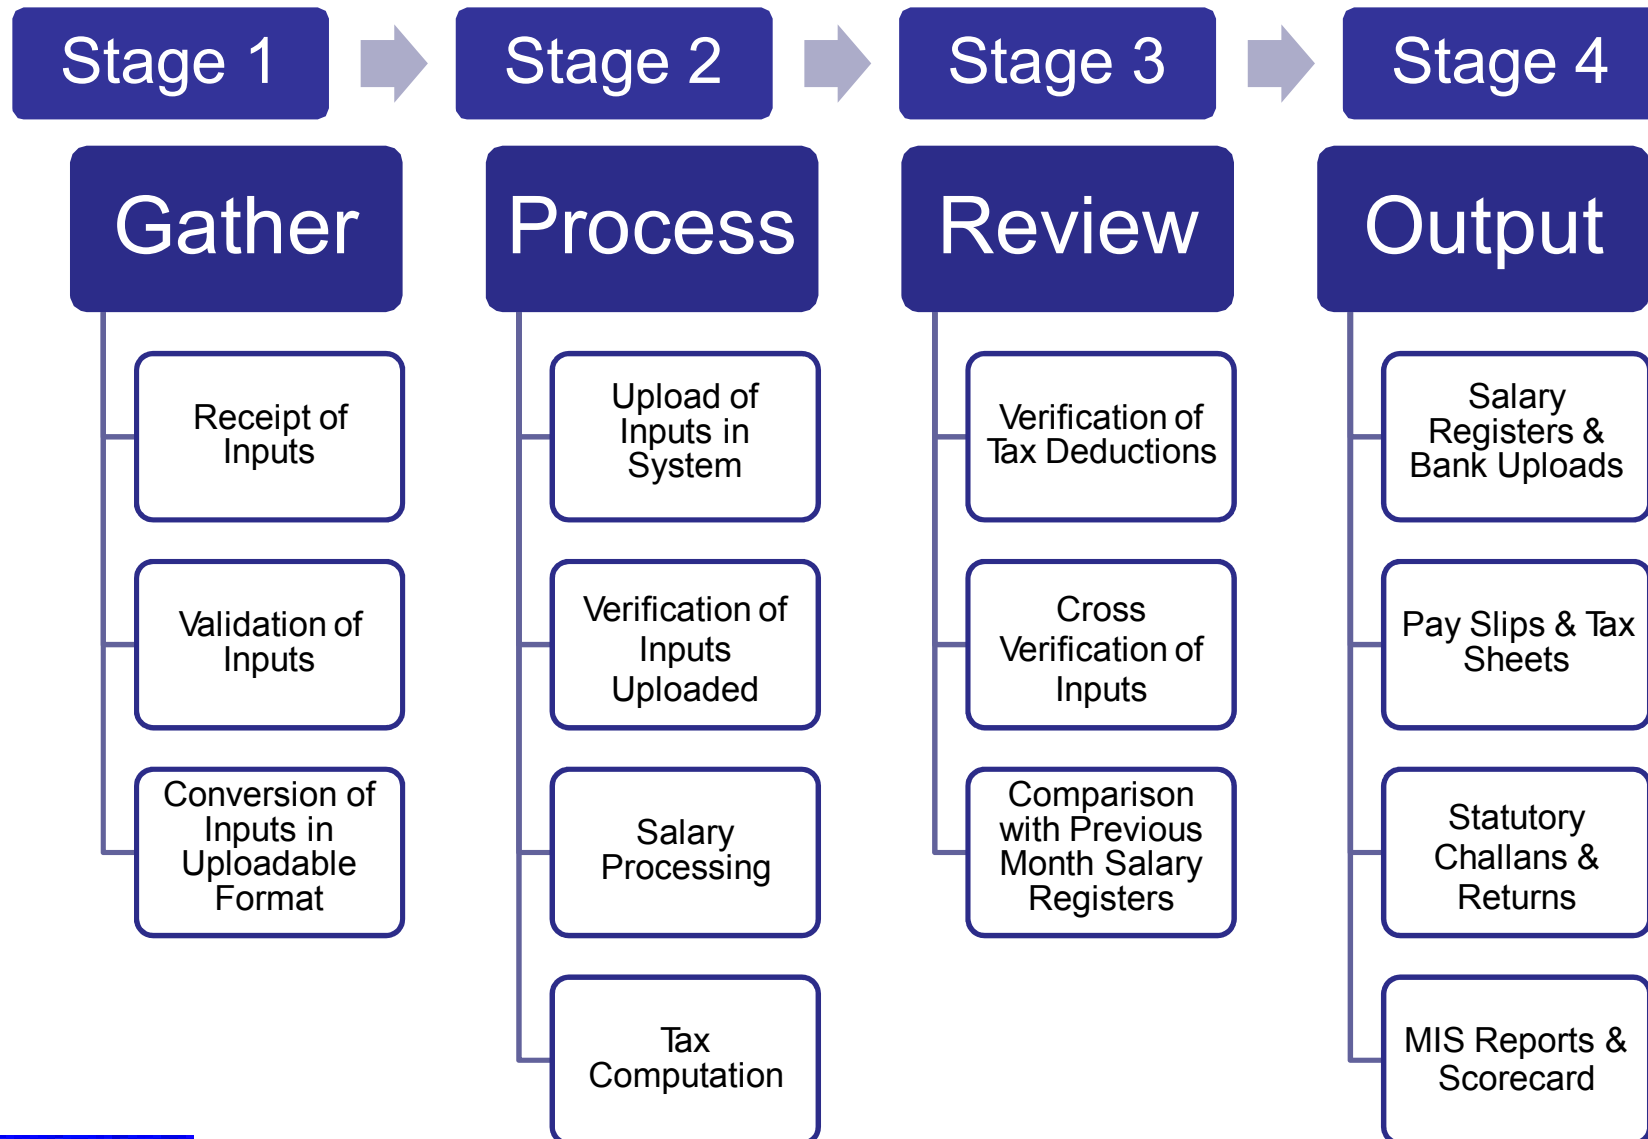 Stage 1
Stage 2
Stage 3
Stage 4
Gather
Process
Review
Output
Receipt of
Inputs
Validation of
Inputs
Conversion of
Inputs in
Uploadable
Format
Upload of
Inputs in
System
Verification of
Inputs
Uploaded
Salary
Processing
Tax
Computation
Verification of
Tax Deductions
Cross
Verification of
Inputs
Comparison
with Previous
Month Salary
Registers
Salary
Registers &
Bank Uploads
Pay Slips & Tax
Sheets
Statutory
Challans &
Returns
MIS Reports &
Scorecard